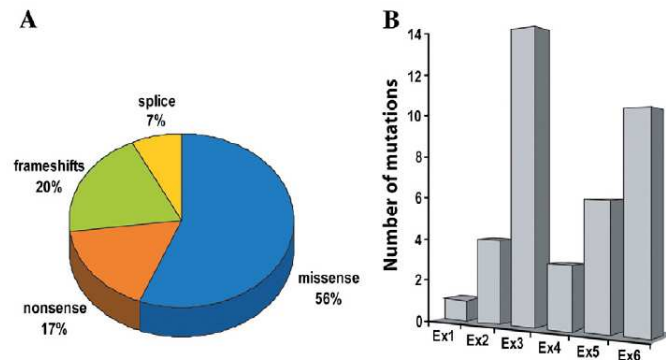 A
splice
7%
frameshifts
20%
nonsense
17%
missense
56%
B
Number of mutations
14
12
10
8
6
4
2
0
Ex1
Ex2
Ex3
Ex4
Ex5
Ex6